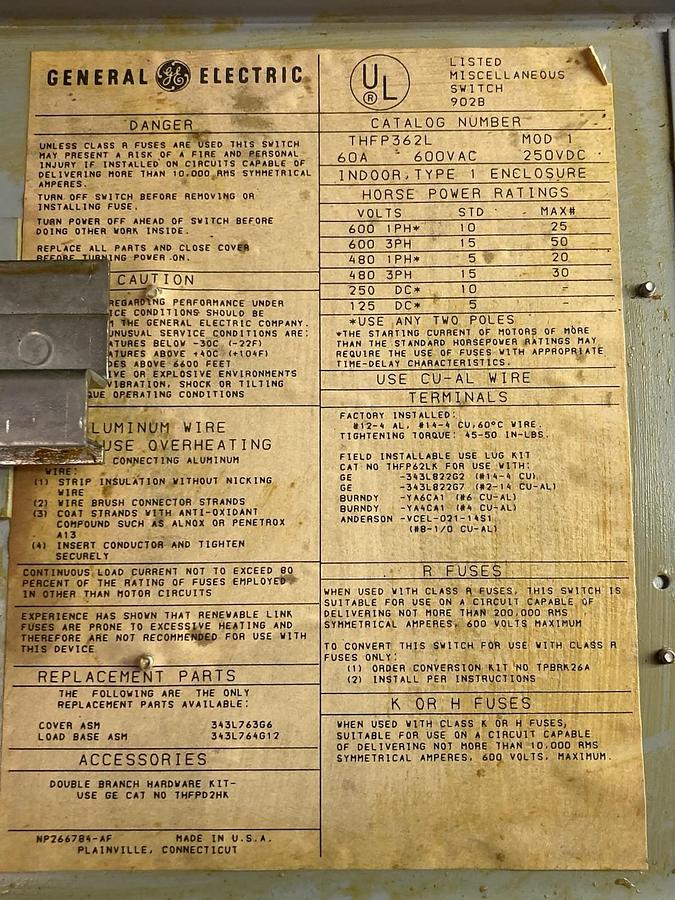 GENERAL GE ELECTRIC
DANGER
UNLESS CLASS R FUSES ARE USED THIS SWITCH
MAY PRESENT A RISK OF A FIRE AND PERSONAL
INJURY IF INSTALLED ON CIRCUITS CAPABLE OF
DELIVERING MORE THAN 10,000 RMS SYMMETRICAL
AMPERES.
TURN OFF SWITCH BEFORE REMOVING OR
INSTALLING FUSE.
TURN POWER OFF AHEAD OF SWITCH BEFORE
DOING OTHER WORK INSIDE.
REPLACE ALL PARTS AND CLOSE COVER
BEFORE TURNING POWER ON.
CAUTION
REGARDING PERFORMANCE UNDER
CONDITIONS SHOULD BE
THE GENERAL ELECTRIC COMPANY.
UNUSUAL SERVICE CONDITIONS ARE:
BELOW -30C (-22F)
ABOVE +40C (+104F)
ABOVE 6600 FEET
OR EXPLOSIVE ENVIRONMENTS
VIBRATION, SHOCK OR TILTING
OPERATING CONDITIONS
WIRE
OVERHEATING
CONNECTING ALUMINUM
WIRE:
(1) STRIP INSULATION WITHOUT NICKING
WIRE
(2) WIRE BRUSH CONNECTOR STRANDS
(3) COAT STRANDS WITH ANTI-OXIDANT
COMPOUND SUCH AS ALNOX OR PENETROX
A13
(4) INSERT CONDUCTOR AND TIGHTEN
SECURELY
CONTINUOUS LOAD CURRENT NOT TO EXCEED 80
PERCENT OF THE RATING OF FUSES EMPLOYED
IN OTHER THAN MOTOR CIRCUITS
EXPERIENCE HAS SHOWN THAT RENEWABLE LINK
FUSES ARE PRONE TO EXCESSIVE HEATING AND
THEREFORE ARE NOT RECOMMENDED FOR USE WITH
THIS DEVICE
REPLACEMENT PARTS
THE FOLLOWING ARE THE ONLY
REPLACEMENT PARTS AVAILABLE:
COVER ASM 343L763G6
LOAD BASE ASM 343L764G12
ACCESSORIES
DOUBLE BRANCH HARDWARE KIT-
USE GE CAT NO THFPD2HK
NP266784-AF MADE IN U.S.A.
PLAINVILLE, CONNECTICUT
UL ®
LISTED
MISCELLANEOUS
SWITCH
902B
CATALOG NUMBER
THFP362L MOD 1
60A 600VAC 250VDC
INDOOR, TYPE 1 ENCLOSURE
HORSE POWER RATINGS
VOLTS STD MAX#
600 1PH* 10 25
600 3PH 15 50
480 1PH* 5 20
480 3PH 15 30
250 DC* 10 -
125 DC* 5 -
*USE ANY TWO POLES
*THE STARTING CURRENT OF MOTORS OF MORE
THAN THE STANDARD HORSEPOWER RATINGS MAY
REQUIRE THE USE OF FUSES WITH APPROPRIATE
TIME-DELAY CHARACTERISTICS.
USE CU-AL WIRE
TERMINALS
FACTORY INSTALLED:
#12-4 AL, #14-4 CU,60°C WIRE.
TIGHTENING TORQUE: 45-50 IN-LBS.
FIELD INSTALLABLE USE LUG KIT
CAT NO THFP62LK FOR USE WITH:
GE -343L822G2 (#14-4 CU)
GE -343L822G7 (#2-14 CU-AL)
BURNDY -YA6CA1 (#6 CU-AL)
BURNDY -YA4CA1 (#4 CU-AL)
ANDERSON -VCEL-021-14S1
(#8-1/0 CU-AL)
R FUSES
WHEN USED WITH CLASS R FUSES, THIS SWITCH IS
SUITABLE FOR USE ON A CIRCUIT CAPABLE OF
DELIVERING NOT MORE THAN 200,000 RMS
SYMMETRICAL AMPERES, 600 VOLTS MAXIMUM
TO CONVERT THIS SWITCH FOR USE WITH CLASS R
FUSES ONLY:
(1) ORDER CONVERSION KIT NO TPBRK26A
(2) INSTALL PER INSTRUCTIONS
K OR H FUSES
WHEN USED WITH CLASS K OR H FUSES,
SUITABLE FOR USE ON A CIRCUIT CAPABLE
OF DELIVERING NOT MORE THAN 10,000 RMS
SYMMETRICAL AMPERES, 600 VOLTS, MAXIMUM.